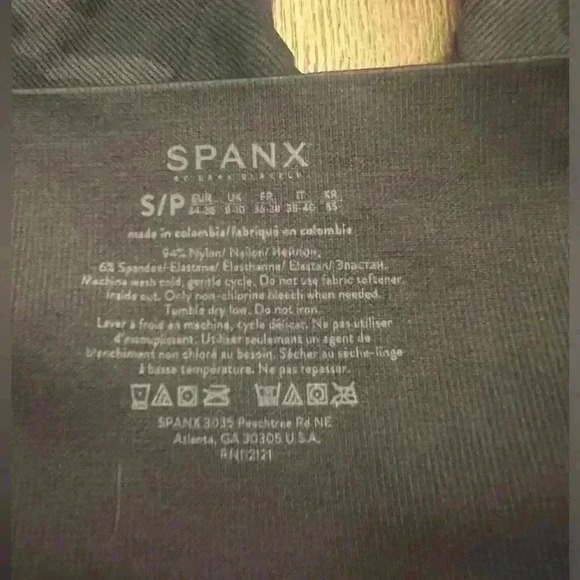 SPANX
BY SARA BLAKELY
S/P EUR UK FR IT KR
34-36 8-10 36-38 38-40 55
made in colombia/fabriqué en colombie
94% Nylon/ Nailon/ Нейлон,
6% Spandex/ Elastane/ Élasthanne/ Elastan/ Эластан.
Machine wash cold, gentle cycle. Do not use fabric softener.
Inside out. Only non-chlorine bleach when needed.
Tumble dry low. Do not iron.
Laver à froid en machine, cycle délicat. Ne pas utiliser
d'assouplissant. Utiliser seulement un agent de
blanchiment non chloré au besoin. Sécher au sèche-linge
à basse température. Ne pas repasser.
SPANX 3035 Peachtree Rd NE
Atlanta, GA 30305 U.S.A.
RN112121